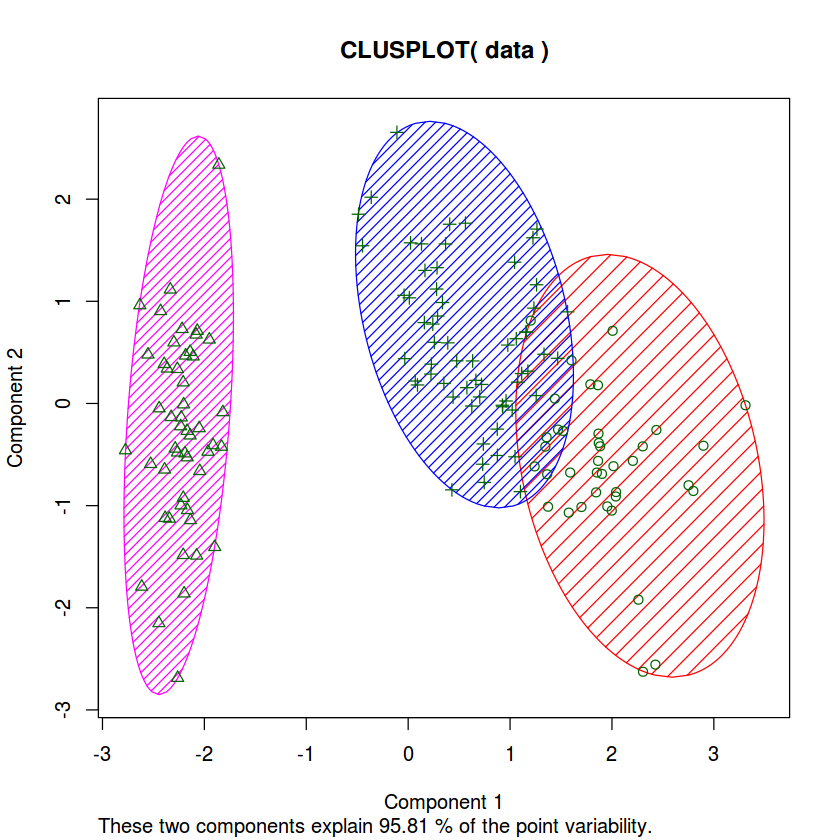 CLUSPLOT( data )
Component 2
2
1
0
-1
-2
-3
-3 -2 -1 0 1 2 3
Component 1
These two components explain 95.81 % of the point variability.